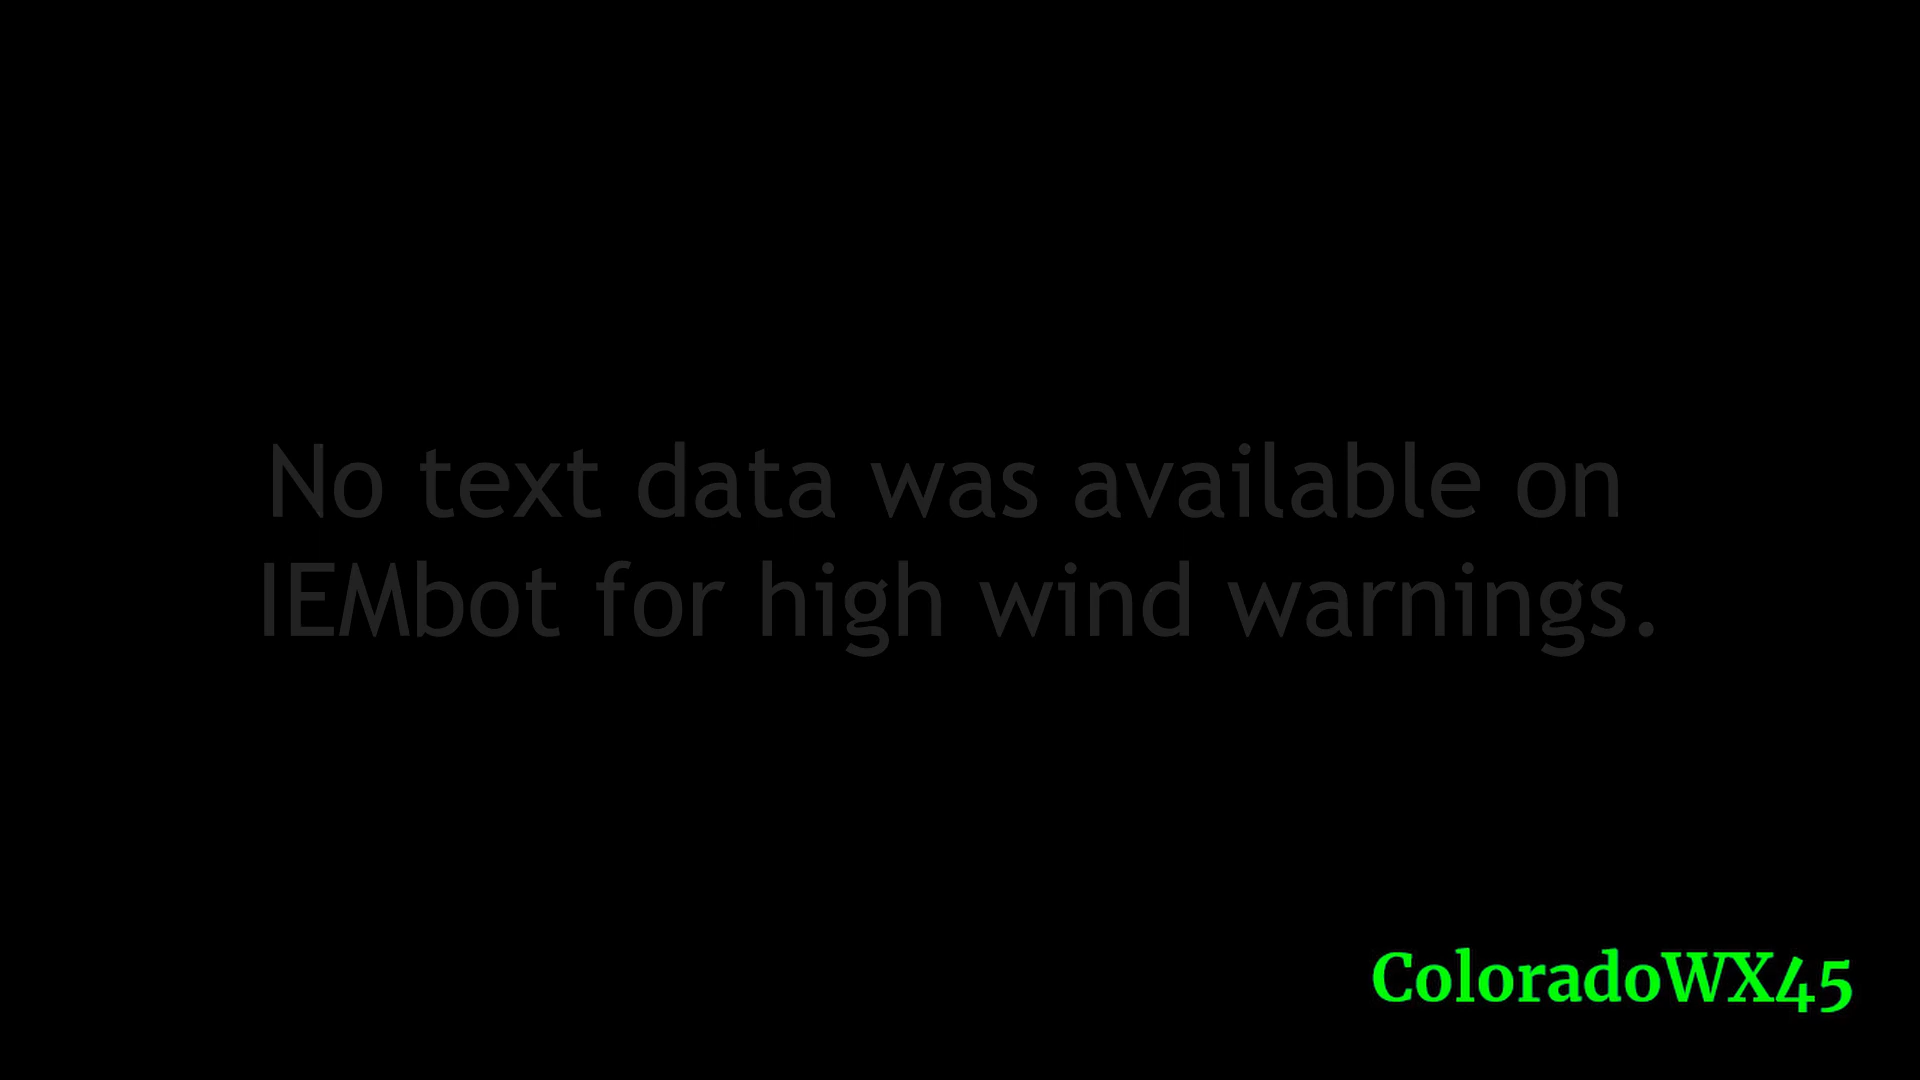 No text data was available on
IEMbot for high wind warnings.
ColoradoWX45